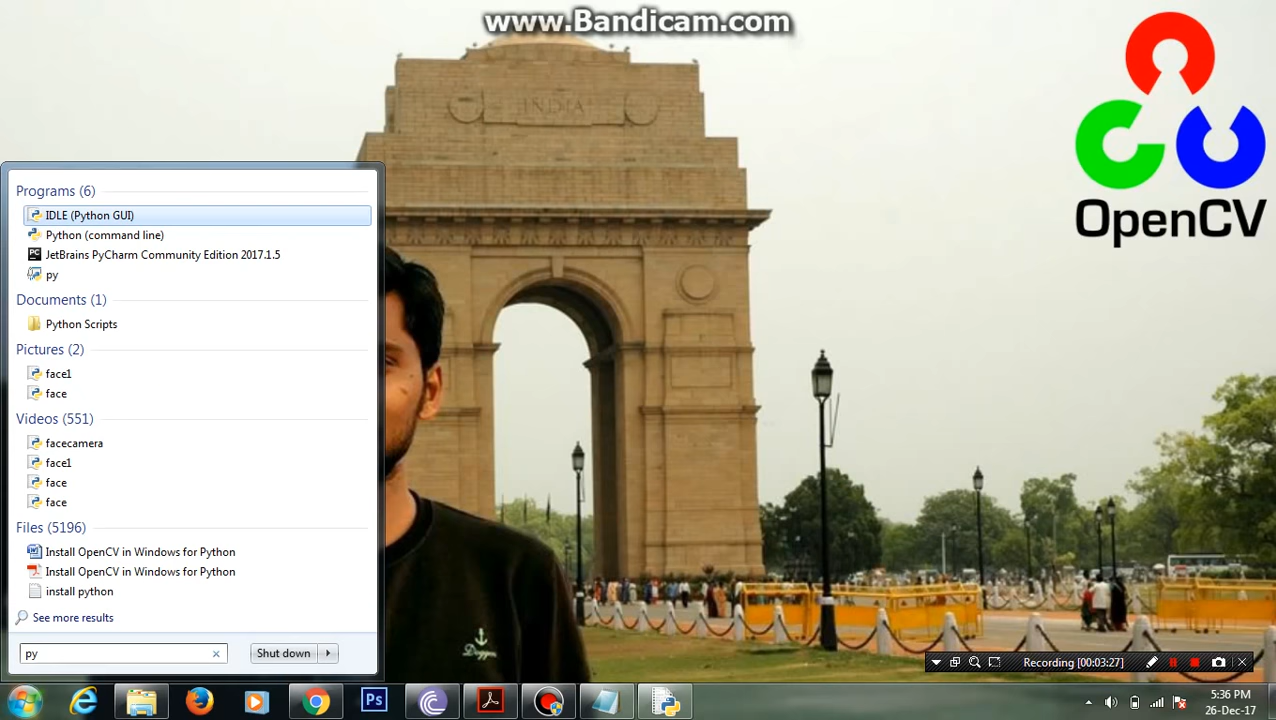 www.Bandicam.com
INDIA
OpenCV
Programs (6)
IDLE (Python GUI)
Python (command line)
PC JetBrains PyCharm Community Edition 2017.1.5
py
Documents (1)
Python Scripts
Pictures (2)
face1
face
Videos (551)
facecamera
face1
face
face
Files (5196)
Install OpenCV in Windows for Python
Install OpenCV in Windows for Python
install python
See more results
py
Shut down
Recording [00:03:27]
Ps
5:36 PM
26-Dec-17